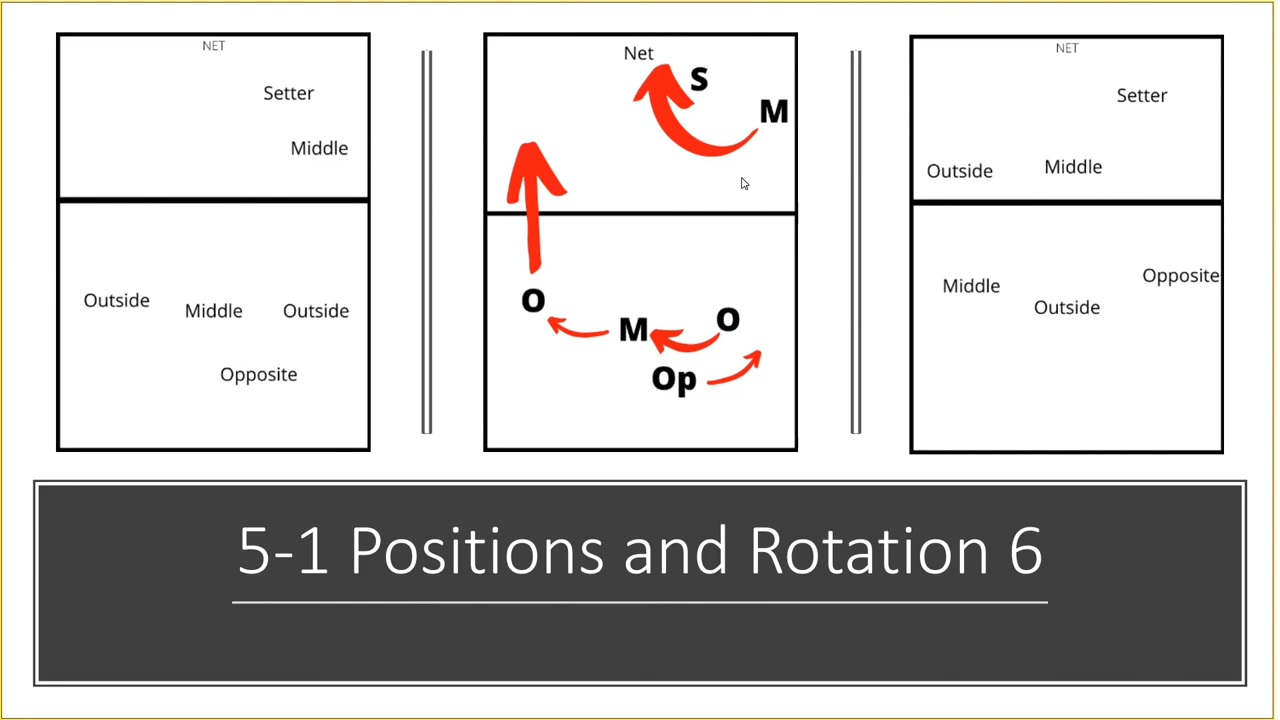 NET
Setter
Middle
Outside
Middle
Outside
Opposite
Net
S
M
O
M
O
Op
NET
Setter
Outside
Middle
Middle
Opposite
Outside
5-1 Positions and Rotation 6